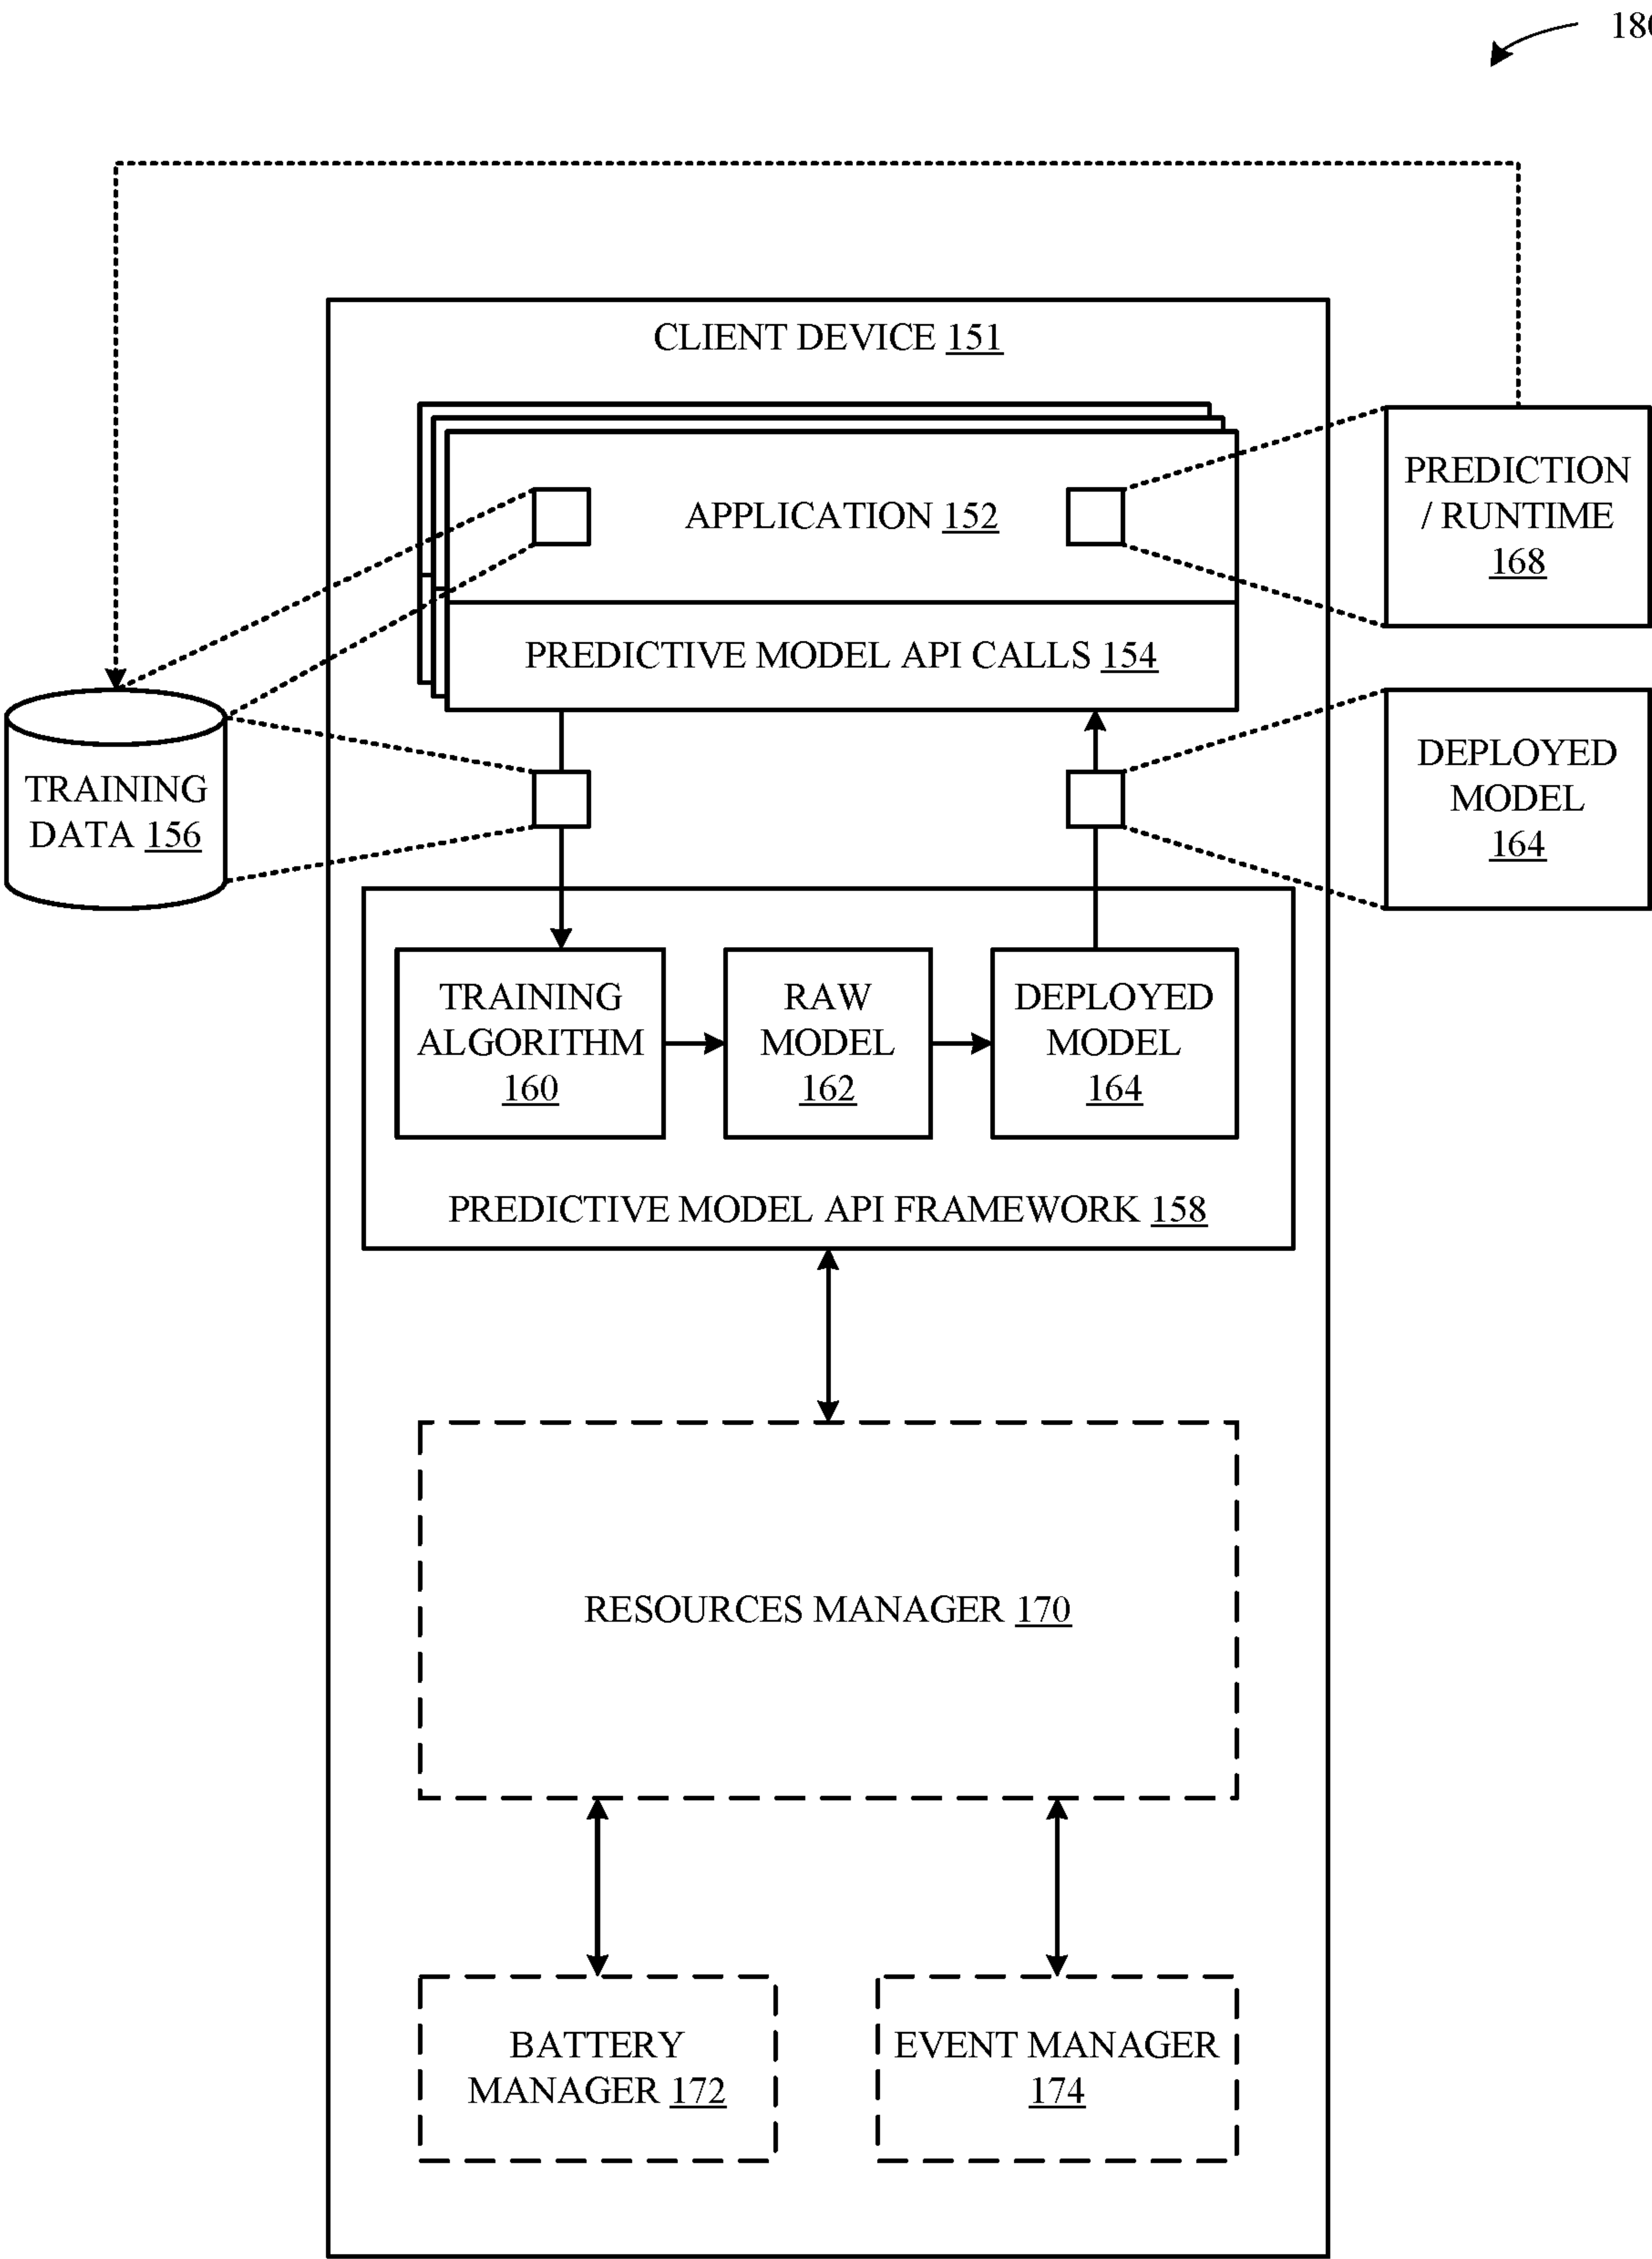 CLIENT DEVICE 151
APPLICATION 152
PREDICTION
/ RUNTIME
168
PREDICTIVE MODEL API CALLS 154
TRAINING
DATA 156
DEPLOYED
MODEL
164
TRAINING
ALGORITHM
160
RAW
MODEL
162
DEPLOYED
MODEL
164
PREDICTIVE MODEL API FRAMEWORK 158
RESOURCES MANAGER 170
BATTERY
MANAGER 172
EVENT MANAGER
174